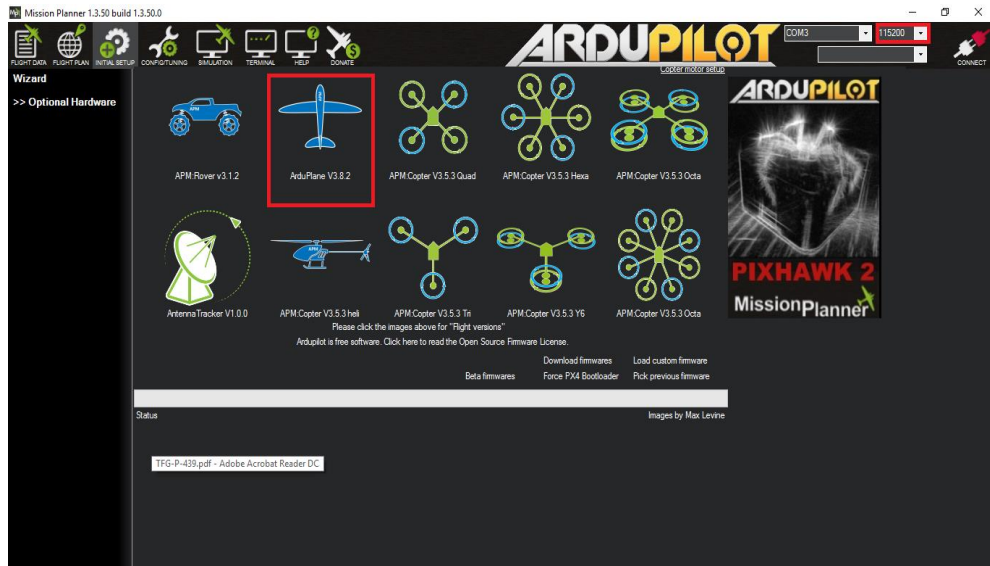 Mission Planner 1.3.50 build 1.3.50.0
FLIGHT DATA FLIGHT PLAN INITIAL SETUP CONFIG/TUNING SIMULATION TERMINAL HELP DONATE
ARDUPILOT
COM3 115200
CONNECT
Copter motor setup
Wizard
>> Optional Hardware
APM:Rover v3.1.2 ArduPlane V3.8.2 APM:Copter V3.5.3 Quad APM:Copter V3.5.3 Hexa APM:Copter V3.5.3 Octa
AntennaTracker V1.0.0 APM:Copter V3.5.3 heli APM:Copter V3.5.3 Tri APM:Copter V3.5.3 Y6 APM:Copter V3.5.3 Octa
ARDUPILOT
PIXHAWK 2
Mission Planner
Please click the images above for "Flight versions"
Ardupilot is free software. Click here to read the Open Source Firmware License.
Download firmwares Load custom firmware
Beta firmwares Force PX4 Bootloader Pick previous firmware
Status Images by Max Levine
TFG-P-439.pdf - Adobe Acrobat Reader DC